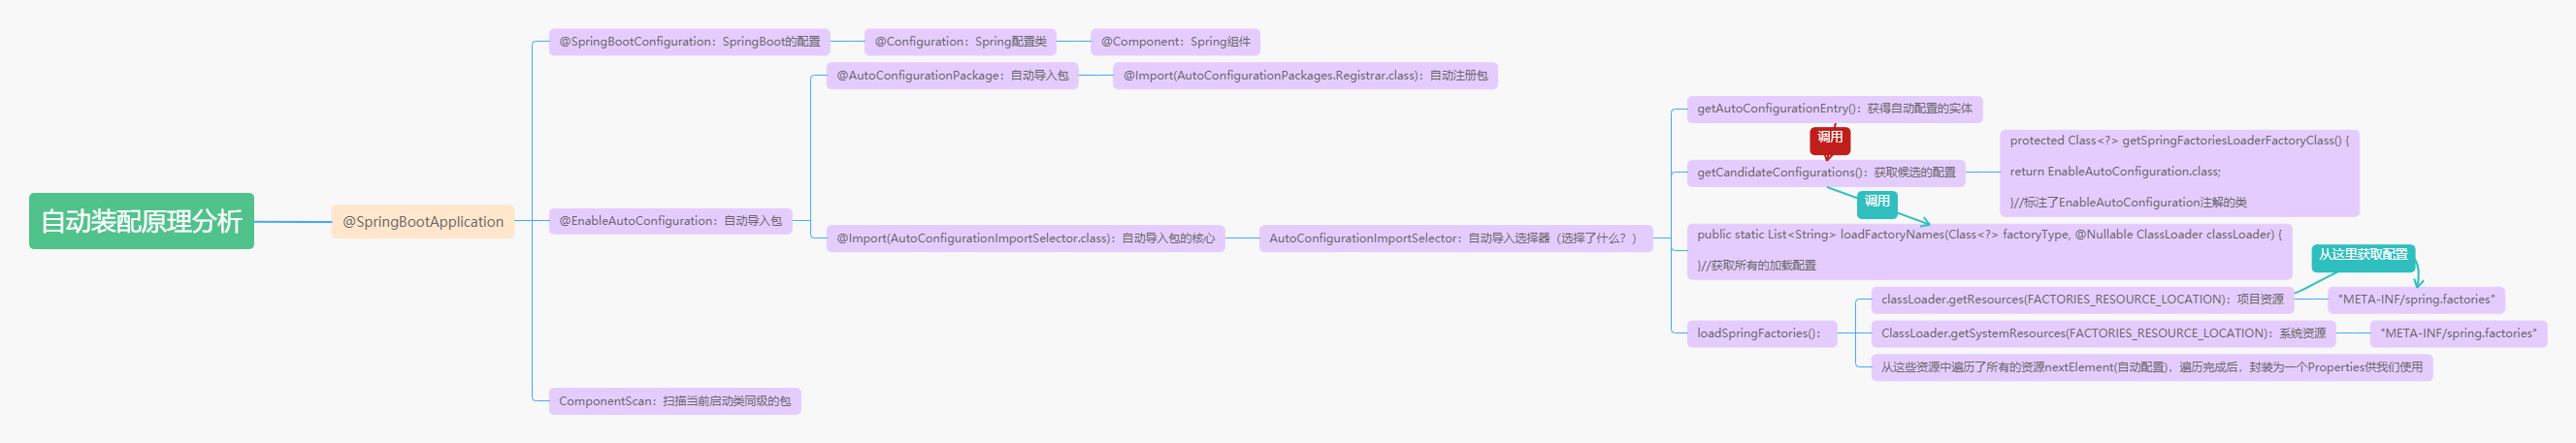 自动装配原理分析
@SpringBootApplication
@SpringBootConfiguration：SpringBoot的配置
@Configuration：Spring配置类
@Component：Spring组件
@EnableAutoConfiguration：自动导入包
@AutoConfigurationPackage：自动导入包
@Import(AutoConfigurationPackages.Registrar.class)：自动注册包
@Import(AutoConfigurationImportSelector.class)：自动导入包的核心
AutoConfigurationImportSelector：自动导入选择器（选择了什么？）
getAutoConfigurationEntry()：获得自动配置的实体
调用
getCandidateConfigurations()：获取候选的配置
protected Class<?> getSpringFactoriesLoaderFactoryClass() {
return EnableAutoConfiguration.class;
}//标注了EnableAutoConfiguration注解的类
调用
public static List<String> loadFactoryNames(Class<?> factoryType, @Nullable ClassLoader classLoader) {
}//获取所有的加载配置
loadSpringFactories()：
从这里获取配置
classLoader.getResources(FACTORIES_RESOURCE_LOCATION)：项目资源
"META-INF/spring.factories"
ClassLoader.getSystemResources(FACTORIES_RESOURCE_LOCATION)：系统资源
"META-INF/spring.factories"
从这些资源中遍历了所有的资源nextElement(自动配置)，遍历完成后，封装为一个Properties供我们使用
ComponentScan：扫描当前启动类同级的包